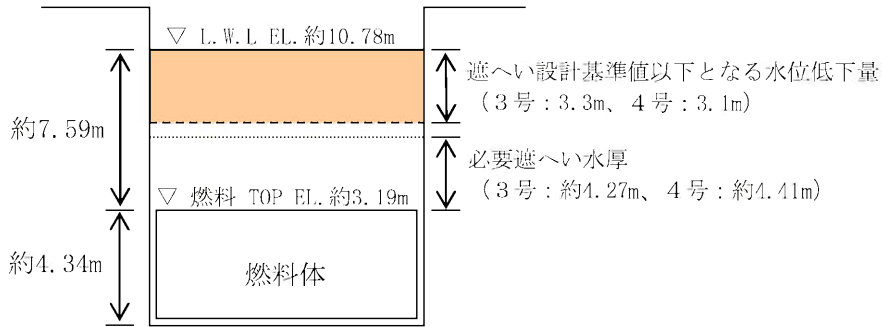 ▽ L.W.L EL.約10.78m
遮へい設計基準値以下となる水位低下量
（３号：3.3m、４号：3.1m）
約7.59m
必要遮へい水厚
（３号：約4.27m、４号：約4.41m）
▽ 燃料 TOP EL.約3.19m
約4.34m
燃料体